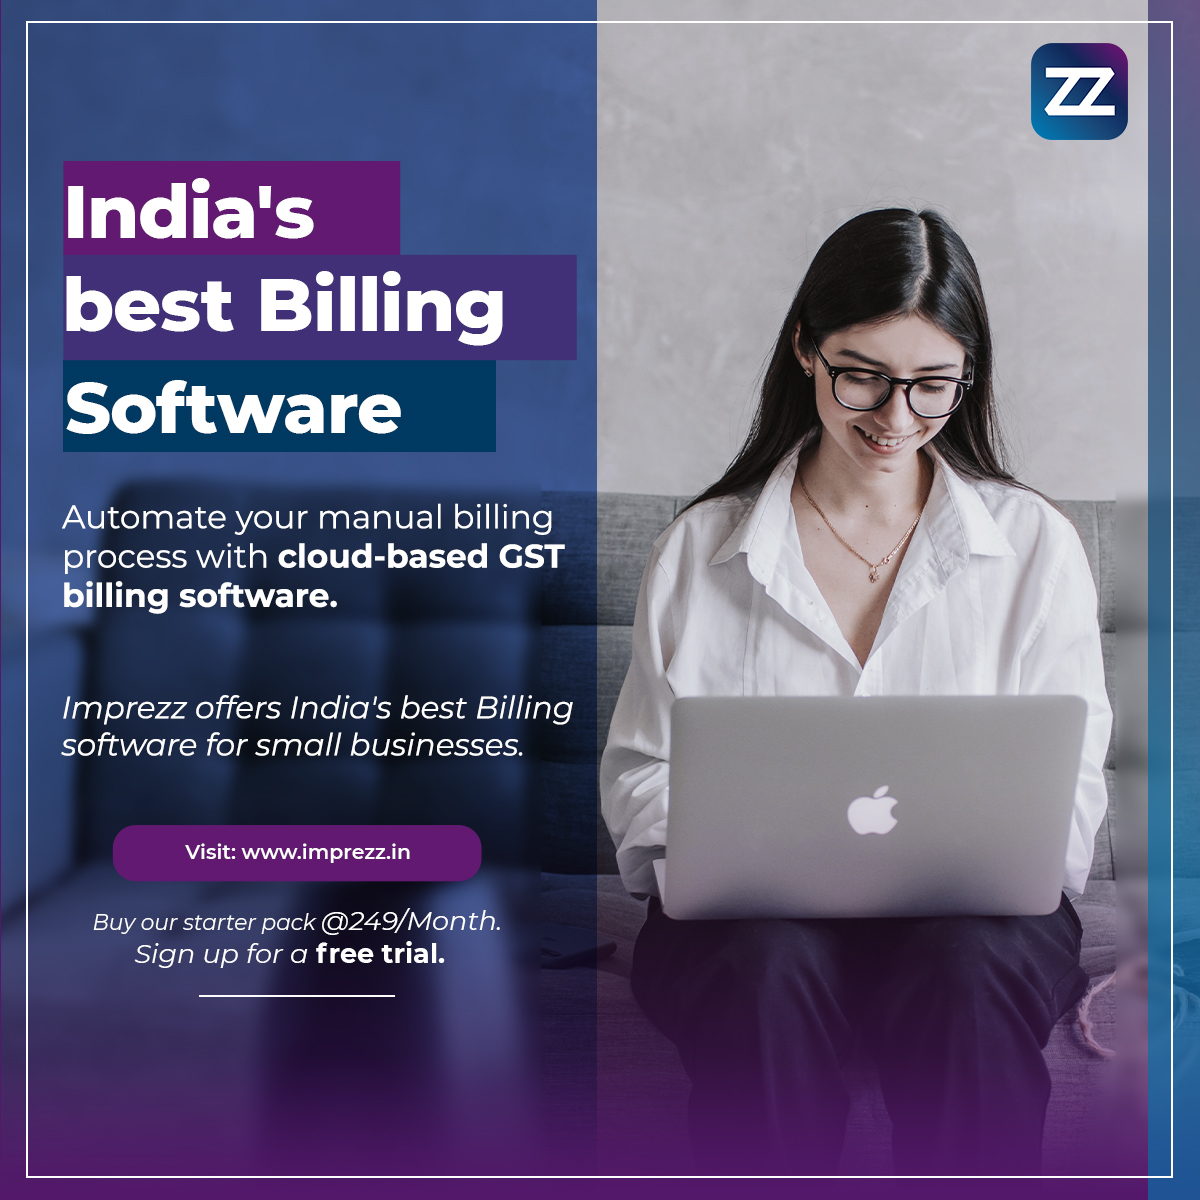 ZZ
India's
best Billing
Software
Automate your manual billing
process with cloud-based GST
billing software.
Imprezz offers India's best Billing
software for small businesses.
Visit: www.imprezz.in
Buy our starter pack @249/Month.
Sign up for a free trial.